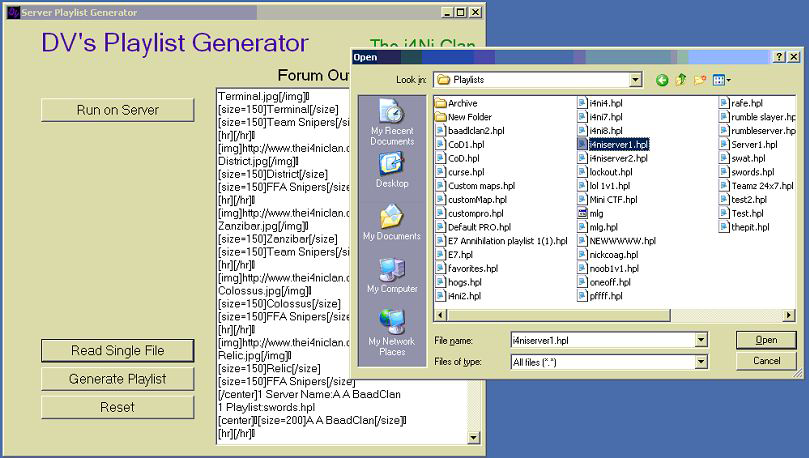 Server Playlist Generator
DV's Playlist Generator
The i4Ni Clan
Forum Ou
Run on Server
Read Single File
Generate Playlist
Reset
Terminal.jpg[/img]
[size=150]Terminal[/size]
[size=150]Team Snipers[/size]
[hr][/hr]
[img]http://www.thei4niclan.
District.jpg[/img]
[size=150]District[/size]
[size=150]FFA Snipers[/size]
[hr][/hr]
[img]http://www.thei4niclan.
Zanzibar.jpg[/img]
[size=150]Zanzibar[/size]
[size=150]Team Snipers[/size]
[hr][/hr]
[img]http://www.thei4niclan.
Colossus.jpg[/img]
[size=150]Colossus[/size]
[size=150]FFA Snipers[/size]
[hr][/hr]
[img]http://www.thei4niclan.
Relic.jpg[/img]
[size=150]Relic[/size]
[size=150]FFA Snipers[/size]
[/center]1 Server Name:A A BaadClan
1 Playlist:swords.hpl
[center][size=200]A A BaadClan[/size]
[hr][/hr]
Open
Look in:
Playlists
My Recent
Documents
Desktop
My Documents
My Computer
My Network
Places
Archive
New Folder
baadclan2.hpl
CoD1.hpl
CoD.hpl
curse.hpl
Custom maps.hpl
customMap.hpl
custompro.hpl
Default PRO.hpl
E7 Annihilation playlist 1(1).hpl
E7.hpl
favorites.hpl
hogs.hpl
i4ni2.hpl
i4ni4.hpl
i4ni7.hpl
i4ni8.hpl
i4niserver1.hpl
i4niserver2.hpl
lockout.hpl
lol 1v1.hpl
Mini CTF.hpl
mlg
mlg.hpl
NEWWWWW.hpl
nickcoag.hpl
noob1v1.hpl
oneoff.hpl
pffff.hpl
rafe.hpl
rumble slayer.hp
rumbleserver.hp
Server1.hpl
swat.hpl
swords.hpl
Teamz 24x7.hpl
test2.hpl
Test.hpl
thepit.hpl
File name:
i4niserver1.hpl
Open
Files of type:
All files (*.*)
Cancel